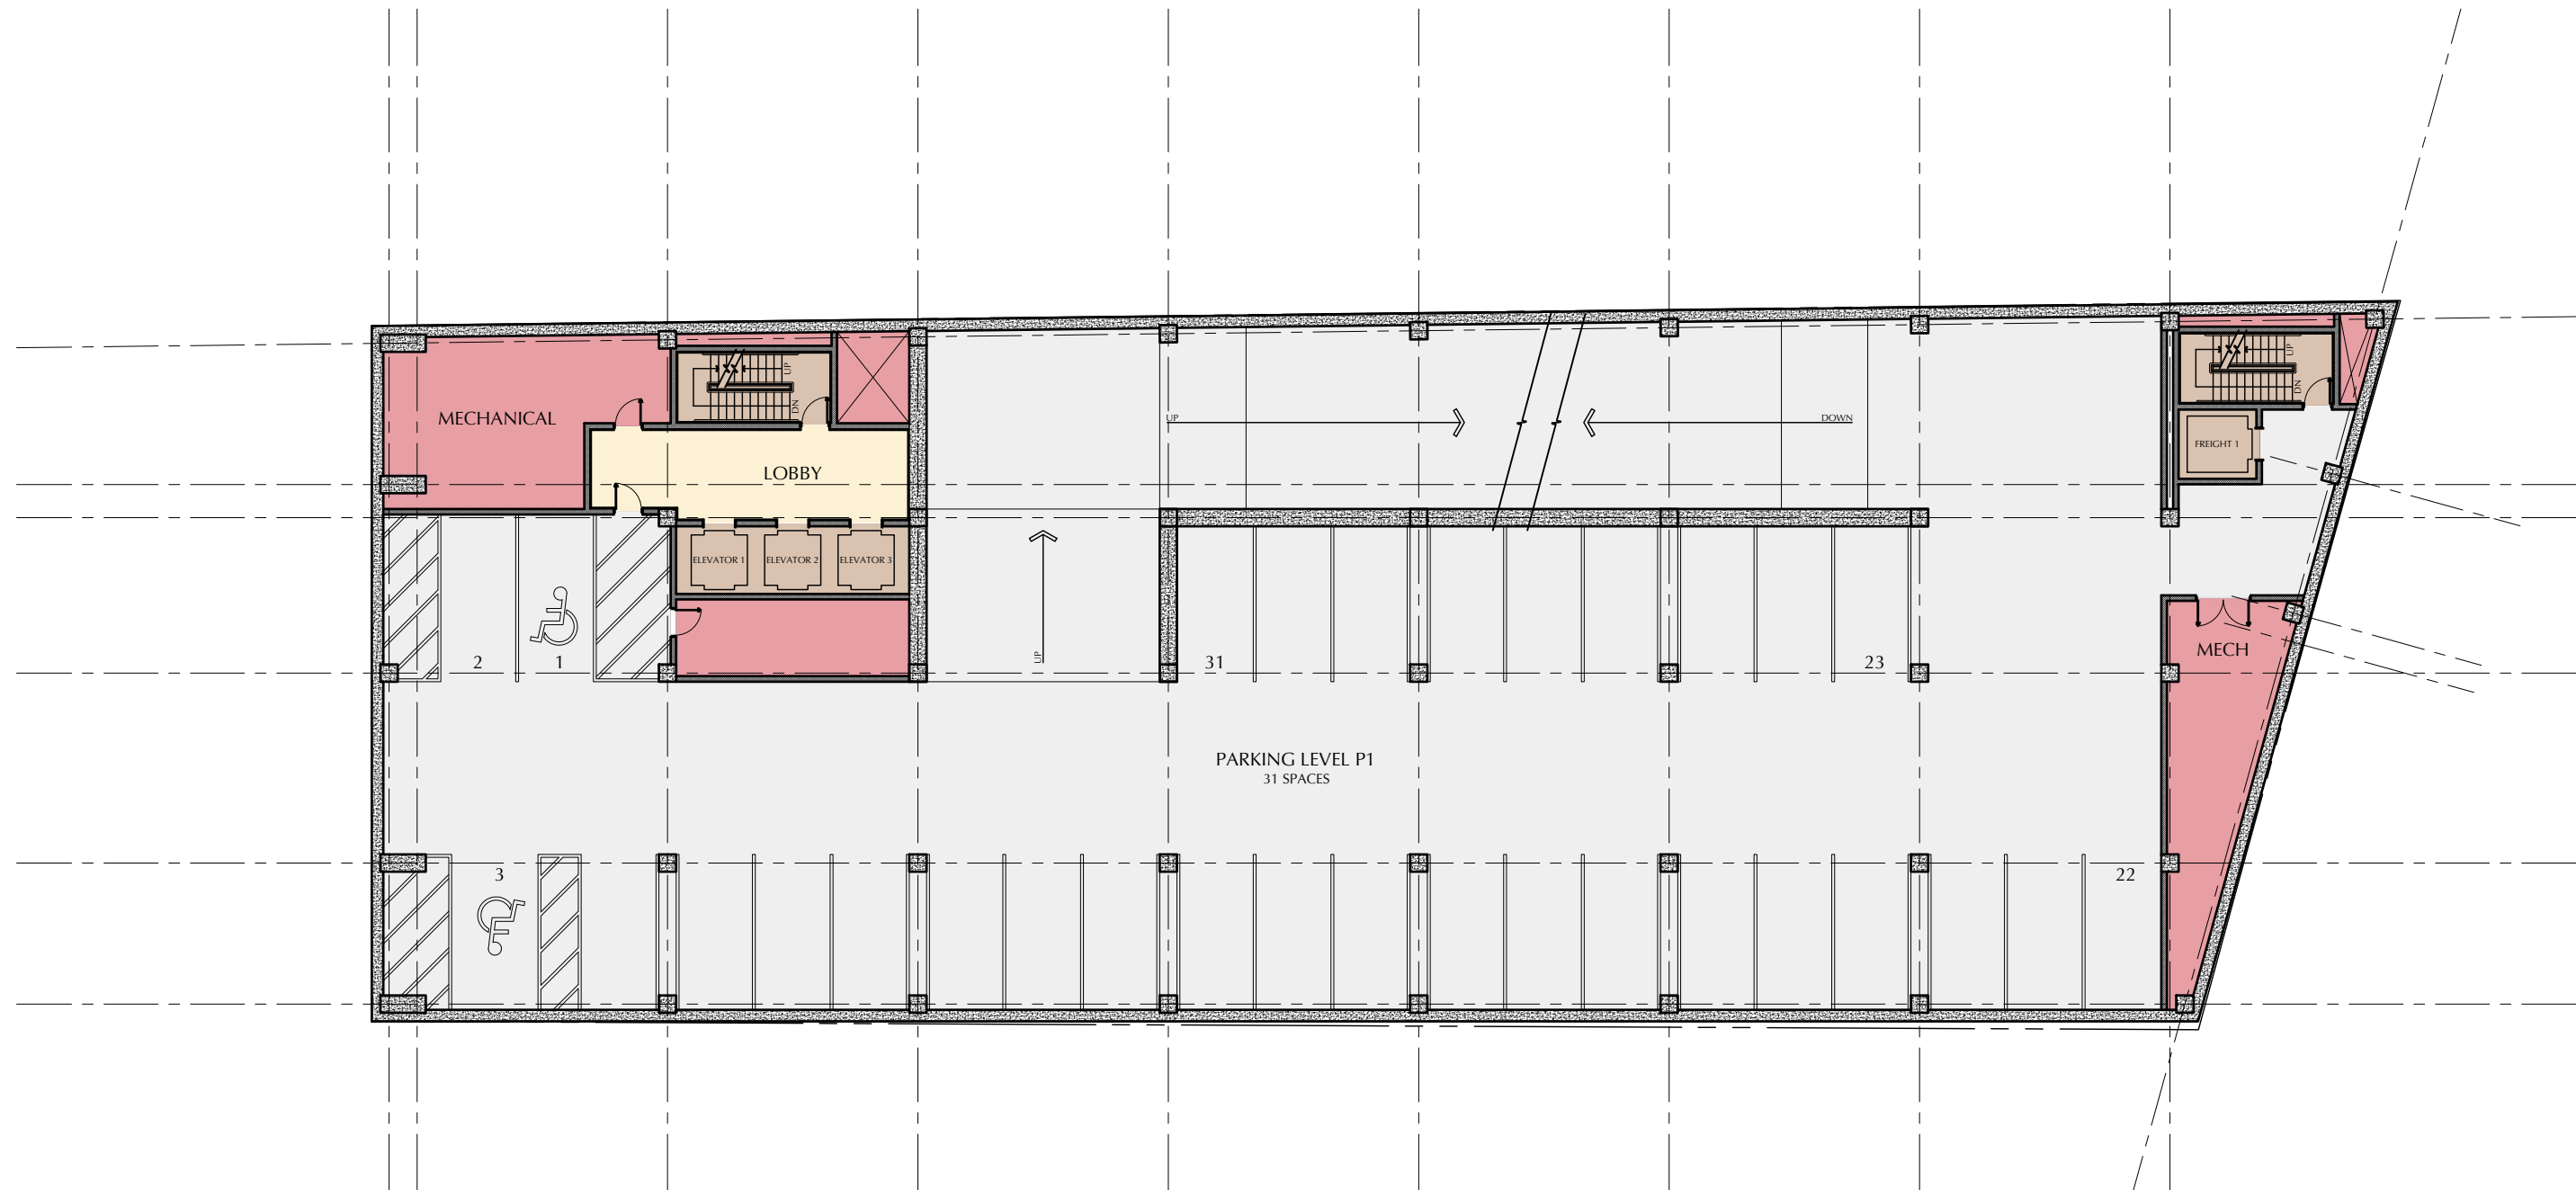 UP
UP
DN
DN
MECHANICAL
UP
DOWN
FREIGHT 1
LOBBY
ELEVATOR 1
ELEVATOR 2
ELEVATOR 3
2
1
UP
31
23
MECH
PARKING LEVEL P1
31 SPACES
3
22